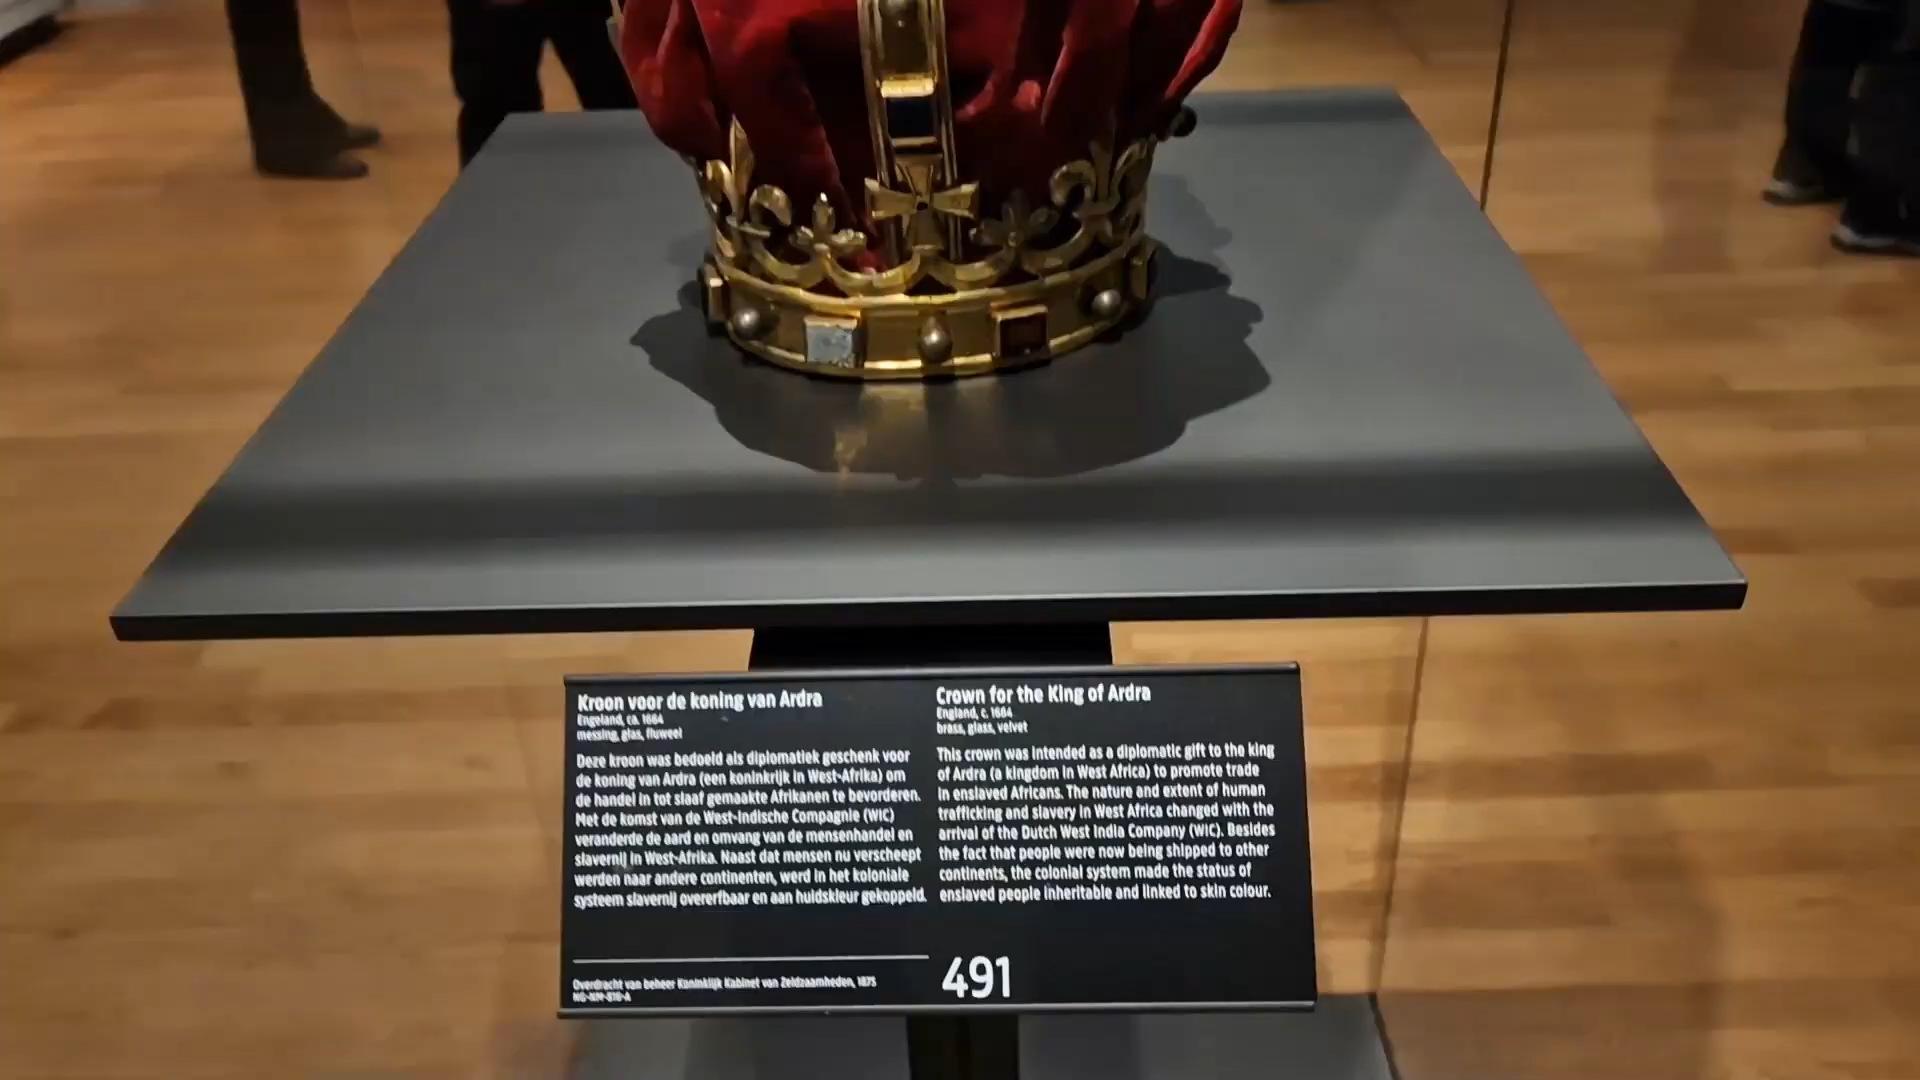 Kroon voor de koning van Ardra
Engeland, ca. 1664
messing, glas, fluweel
Deze kroon was bedoeld als diplomatiek geschenk voor
de koning van Ardra (een koninkrijk in West-Afrika) om
de handel in tot slaaf gemaakte Afrikanen te bevorderen.
Met de komst van de West-Indische Compagnie (WIC)
veranderde de aard en omvang van de mensenhandel en
slavernij in West-Afrika. Naast dat mensen nu verscheept
werden naar andere continenten, werd in het koloniale
systeem slavernij overerfbaar en aan huidskleur gekoppeld.
Overdracht van beheer Koninklijk Kabinet van Zeldzaamheden, 1875
Crown for the King of Ardra
England, c. 1664
brass, glass, velvet
This crown was intended as a diplomatic gift to the king
of Ardra (a kingdom in West Africa) to promote trade
in enslaved Africans. The nature and extent of human
trafficking and slavery in West Africa changed with the
arrival of the Dutch West India Company (WIC). Besides
the fact that people were now being shipped to other
continents, the colonial system made the status of
enslaved people inheritable and linked to skin colour.
491